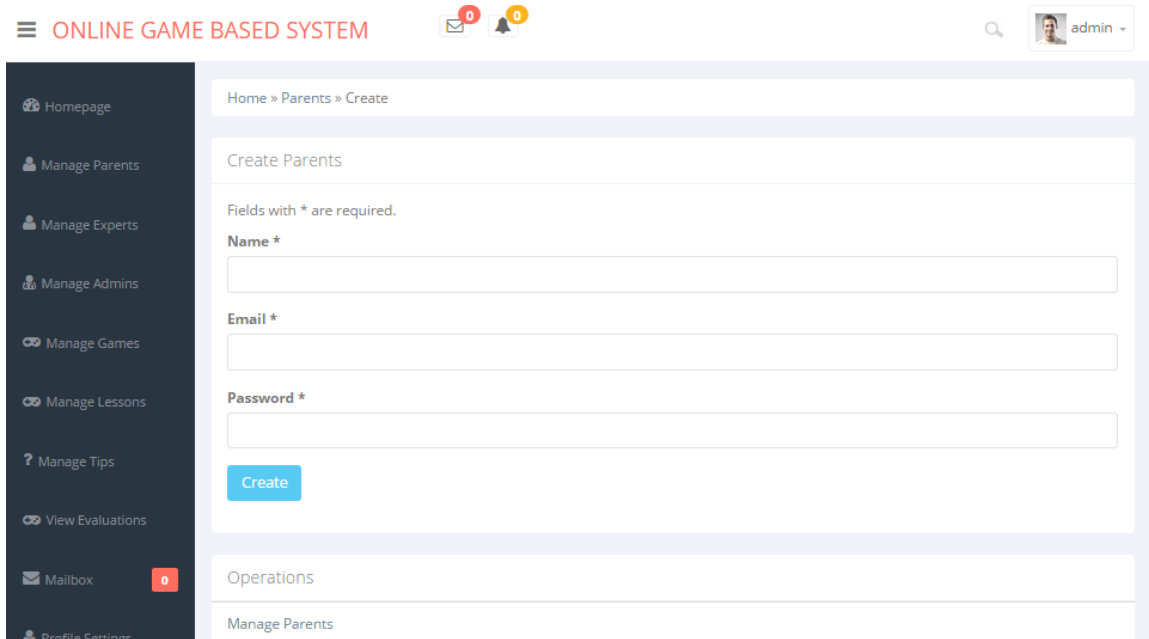 ONLINE GAME BASED SYSTEM
0
0
admin
Homepage
Manage Parents
Manage Experts
Manage Admins
Manage Games
Manage Lessons
Manage Tips
View Evaluations
Mailbox 0
Profile Settings
Home » Parents » Create
Create Parents
Fields with * are required.
Name *
Email *
Password *
Create
Operations
Manage Parents